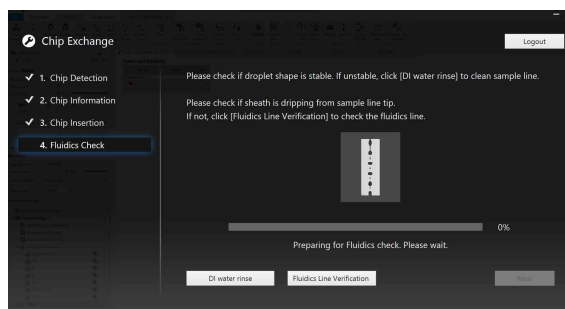 Chip Exchange
Logout
1. Chip Detection
2. Chip Information
3. Chip Insertion
4. Fluidics Check
Please check if droplet shape is stable. If unstable, click [DI water rinse] to clean sample line.
Please check if sheath is dripping from sample line tip.
If not, click [Fluidics Line Verification] to check the fluidics line.
0%
Preparing for Fluidics check. Please wait.
DI water rinse
Fluidics Line Verification
Next